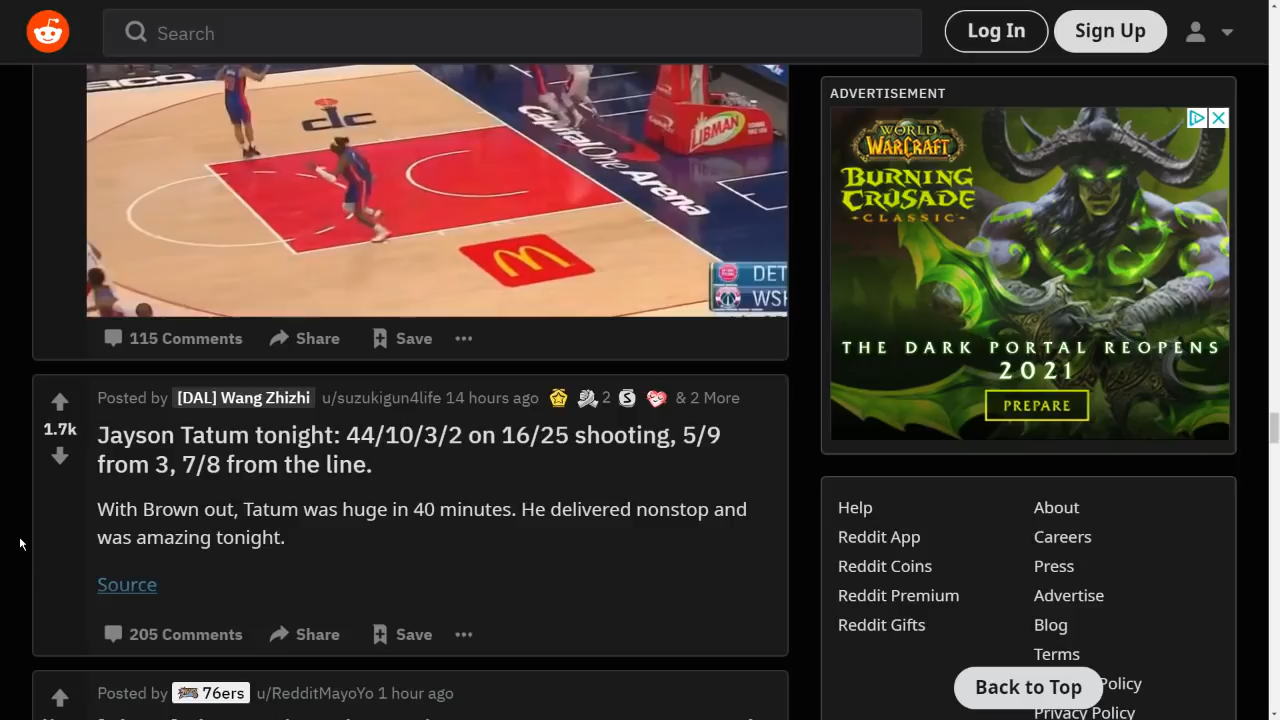 Search
Log In
Sign Up
GEICO
dc
Capital One Arena
LIBMAN
DET
115 Comments
Share
Save
Posted by [DAL] Wang Zhizhi u/suzukigun4life 14 hours ago 2 & 2 More
1.7k
Jayson Tatum tonight: 44/10/3/2 on 16/25 shooting, 5/9
from 3, 7/8 from the line.
With Brown out, Tatum was huge in 40 minutes. He delivered nonstop and
was amazing tonight.
Source
205 Comments
Share
Save
Posted by 76ers u/RedditMayoYo 1 hour ago
ADVERTISEMENT
WORLD
WARCRAFT
BURNING
CRUSADE
CLASSIC
THE DARK PORTAL REOPENS
2021
PREPARE
Help
About
Reddit App
Careers
Reddit Coins
Press
Reddit Premium
Advertise
Reddit Gifts
Blog
Terms
Policy
Privacy Policy
Back to Top